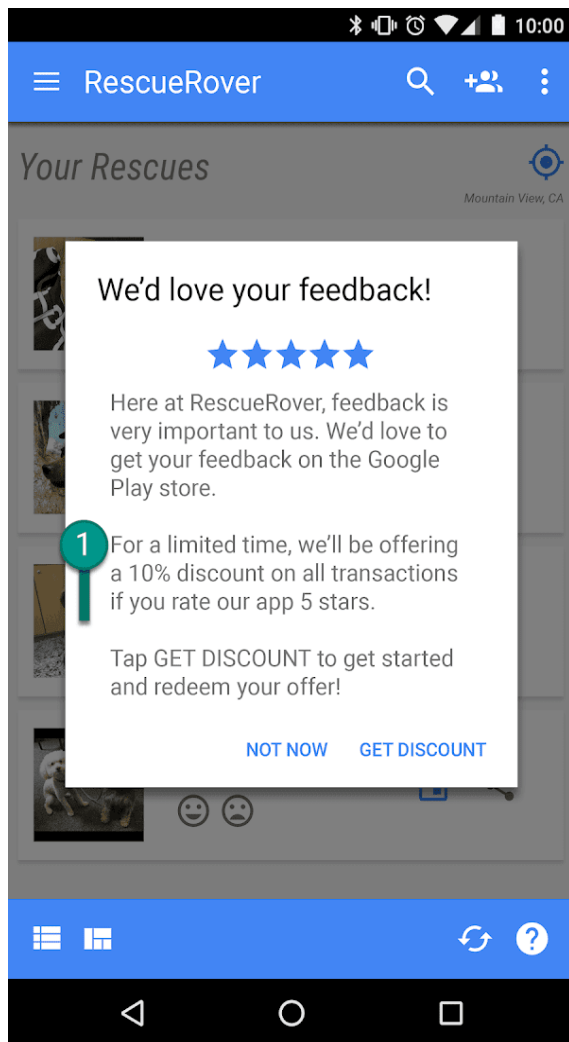 10:00
RescueRover
Your Rescues
Mountain View, CA
We'd love your feedback!
Here at RescueRover, feedback is
very important to us. We'd love to
get your feedback on the Google
Play store.
1
For a limited time, we'll be offering
a 10% discount on all transactions
if you rate our app 5 stars.
Tap GET DISCOUNT to get started
and redeem your offer!
NOT NOW GET DISCOUNT